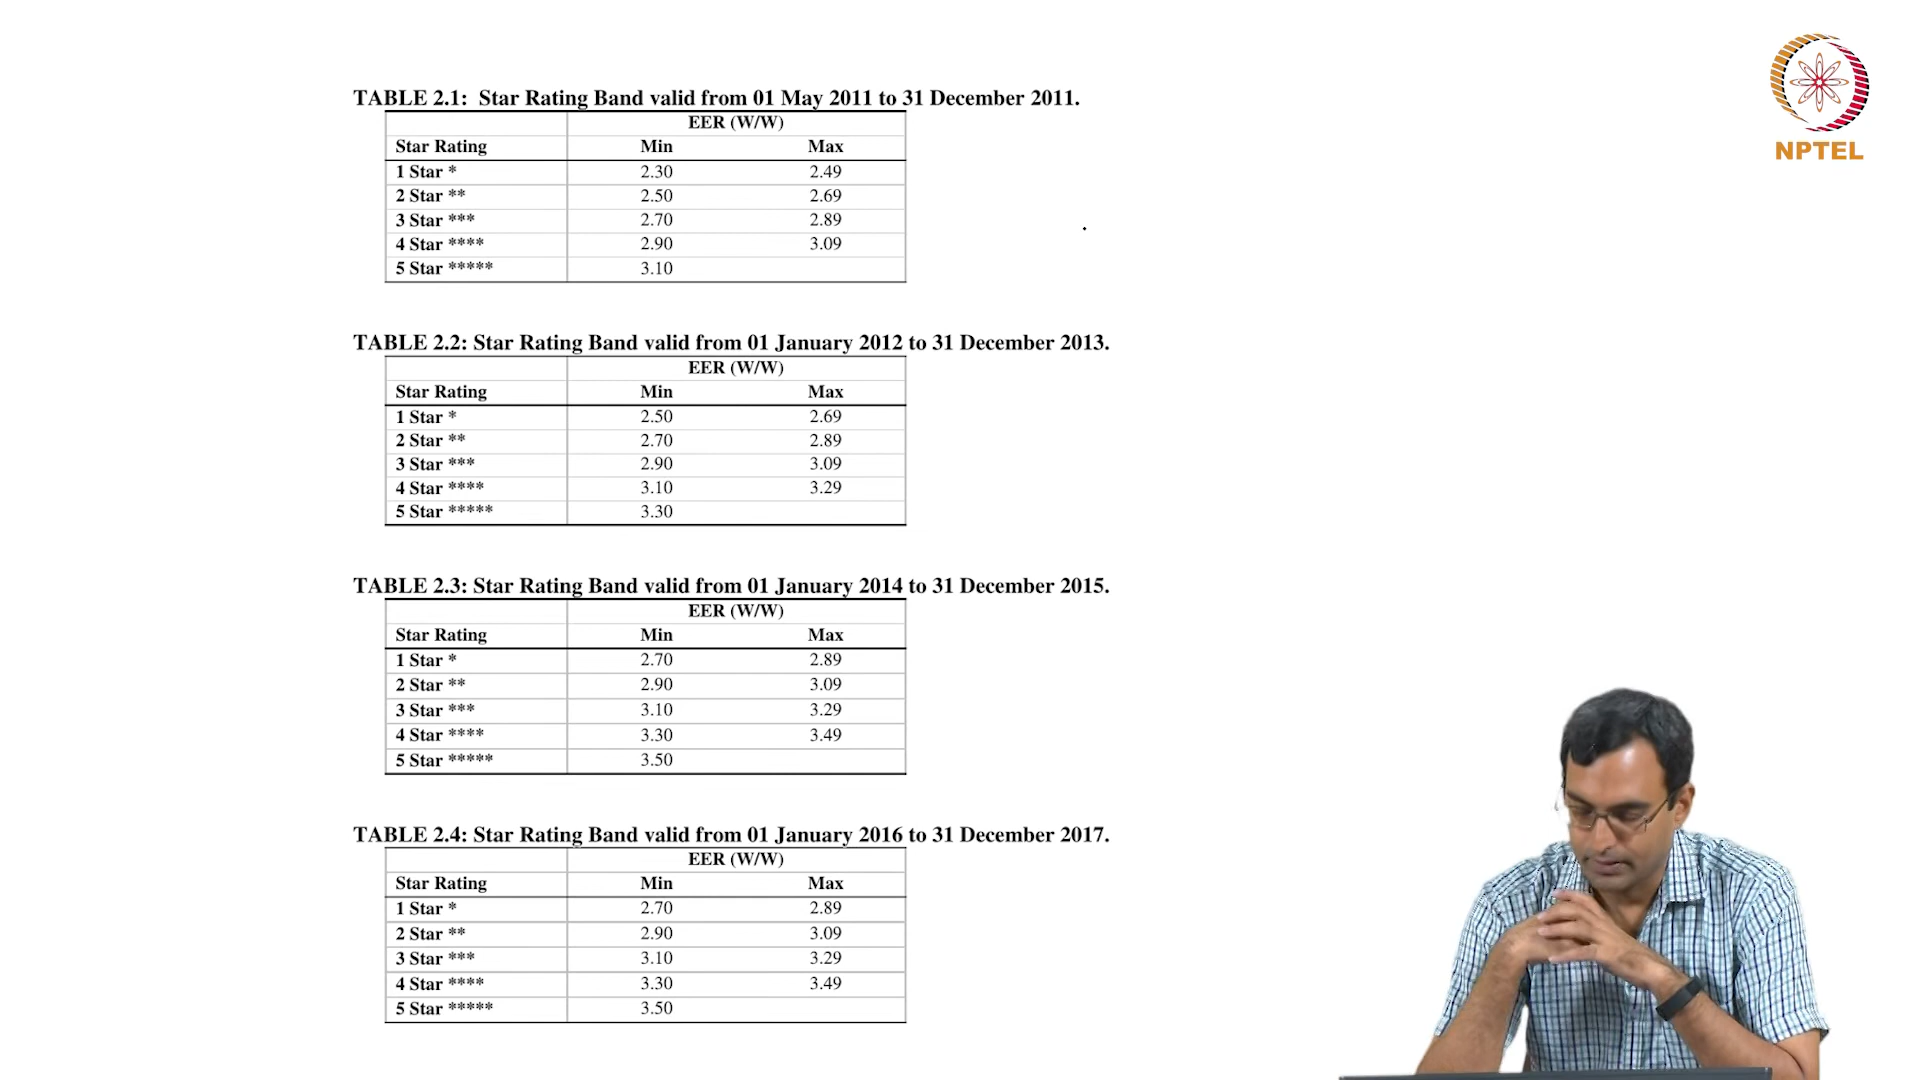 NPTEL
TABLE 2.1: Star Rating Band valid from 01 May 2011 to 31 December 2011.
EER (W/W)
Star Rating Min Max
1 Star * 2.30 2.49
2 Star ** 2.50 2.69
3 Star *** 2.70 2.89
4 Star **** 2.90 3.09
5 Star ***** 3.10
TABLE 2.2: Star Rating Band valid from 01 January 2012 to 31 December 2013.
EER (W/W)
Star Rating Min Max
1 Star * 2.50 2.69
2 Star ** 2.70 2.89
3 Star *** 2.90 3.09
4 Star **** 3.10 3.29
5 Star ***** 3.30
TABLE 2.3: Star Rating Band valid from 01 January 2014 to 31 December 2015.
EER (W/W)
Star Rating Min Max
1 Star * 2.70 2.89
2 Star ** 2.90 3.09
3 Star *** 3.10 3.29
4 Star **** 3.30 3.49
5 Star ***** 3.50
TABLE 2.4: Star Rating Band valid from 01 January 2016 to 31 December 2017.
EER (W/W)
Star Rating Min Max
1 Star * 2.70 2.89
2 Star ** 2.90 3.09
3 Star *** 3.10 3.29
4 Star **** 3.30 3.49
5 Star ***** 3.50